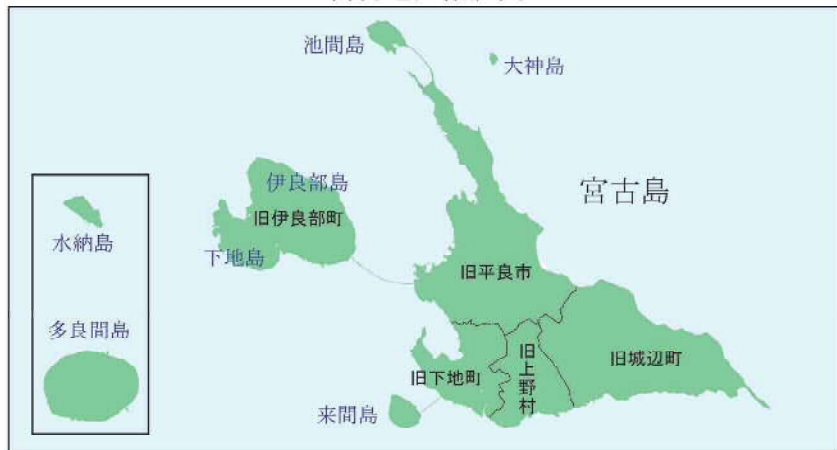 池間島
大神島
伊良部島
旧伊良部町
下地島
宮古島
水納島
多良間島
旧平良市
旧下地町
旧上野村
旧城辺町
来間島